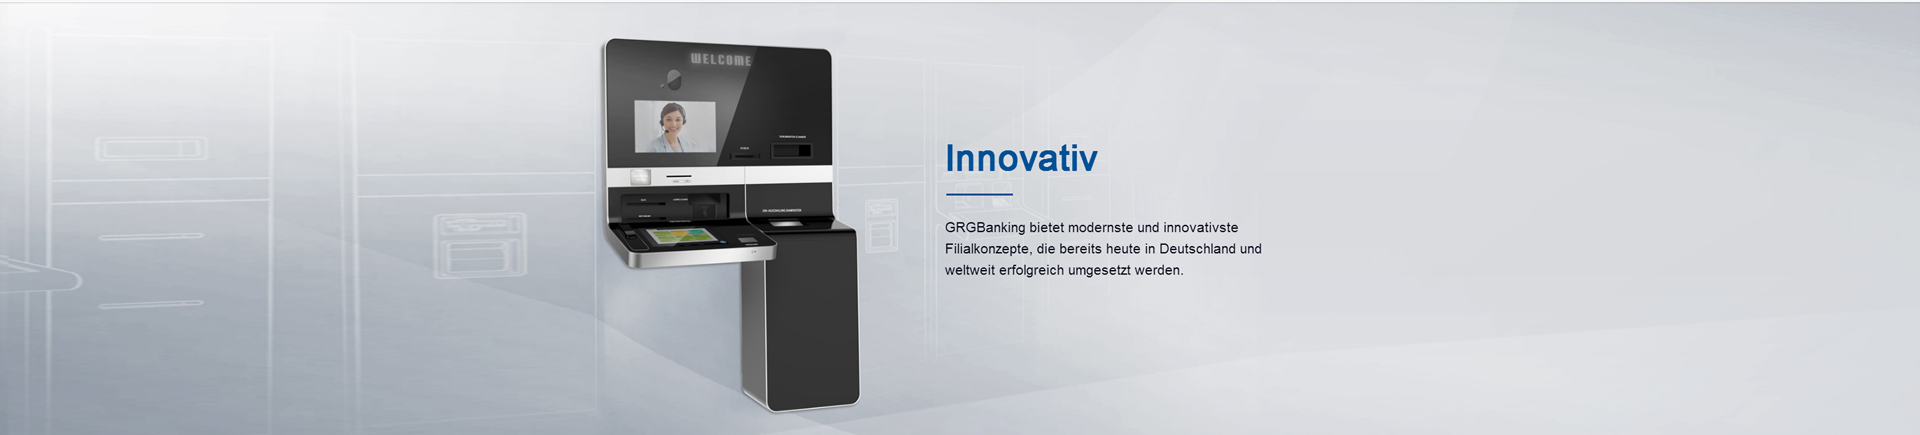 WELCOME
Innovativ
GRGBanking bietet modernste und innovativste
Filialkonzepte, die bereits heute in Deutschland und
weltweit erfolgreich umgesetzt werden.